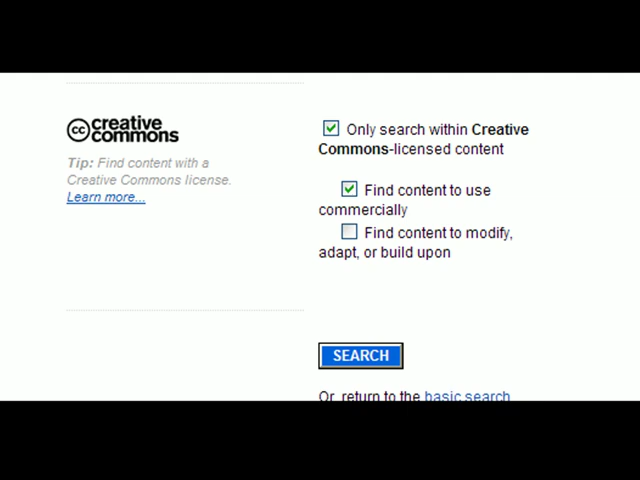 cc creative
commons
Tip: Find content with a
Creative Commons license.
Learn more...
Only search within Creative
Commons-licensed content
Find content to use
commercially
Find content to modify,
adapt, or build upon
SEARCH
Or, return to the basic search